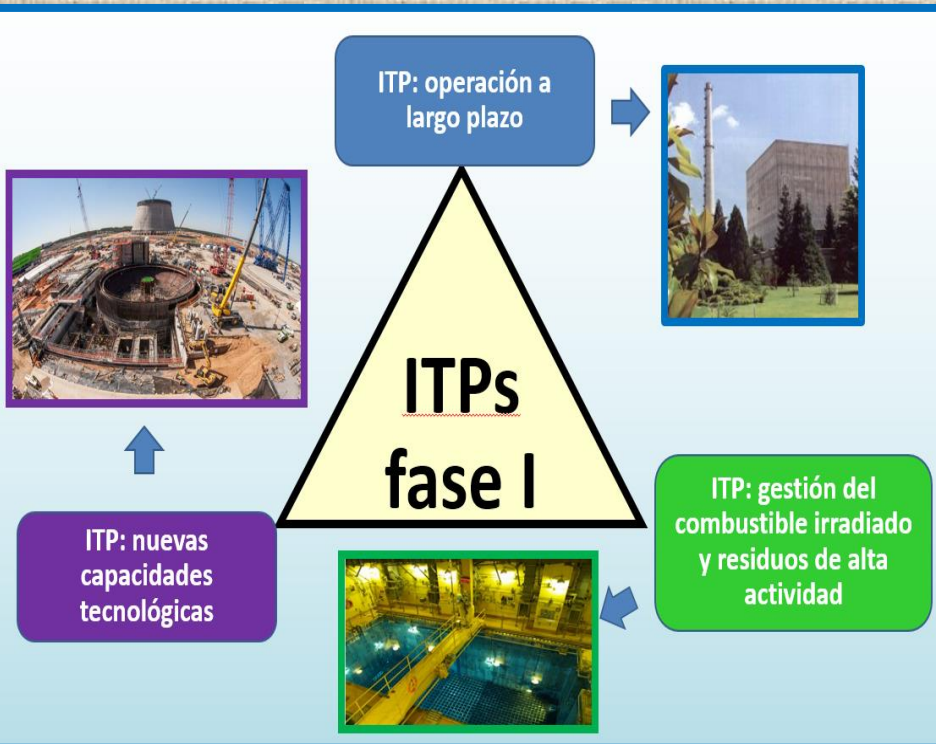 ITP: operación a
largo plazo
ITPs
fase I
ITP: nuevas
capacidades
tecnológicas
ITP: gestión del
combustible irradiado
y residuos de alta
actividad